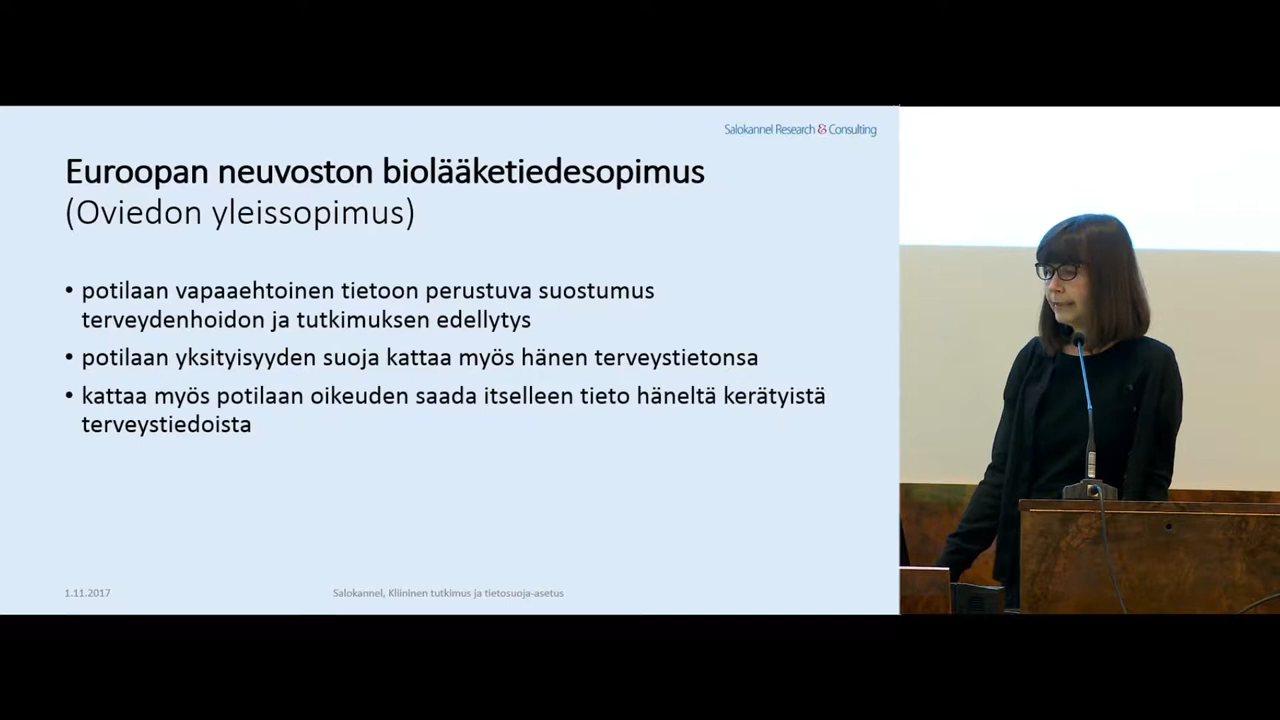 Salokannel Research & Consulting
Euroopan neuvoston biolääketiedesopimus
(Oviedon yleissopimus)
• potilaan vapaaehtoinen tietoon perustuva suostumus
terveydenhoidon ja tutkimuksen edellytys
• potilaan yksityisyyden suoja kattaa myös hänen terveystietonsa
• kattaa myös potilaan oikeuden saada itselleen tieto häneltä kerätyistä
terveystiedoista
1.11.2017
Salokannel, Kliininen tutkimus ja tietosuoja-asetus